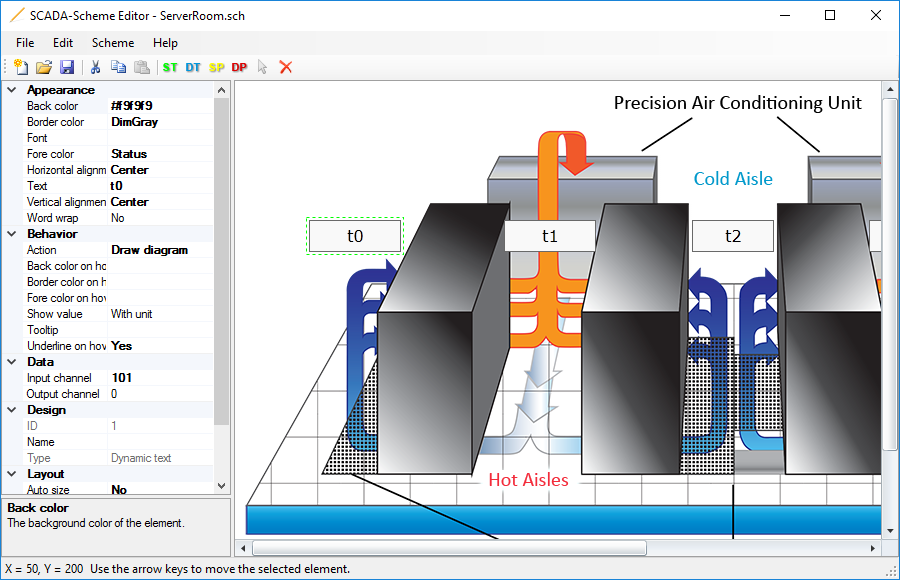 SCADA-Scheme Editor - ServerRoom.sch
File Edit Scheme Help
ST DT SP DP
Appearance
Back color #f9f9f9
Border color DimGray
Font
Fore color Status
Horizontal alignm Center
Text t0
Vertical alignmen Center
Word wrap No
Behavior
Action Draw diagram
Back color on ho
Border color on h
Fore color on hov
Show value With unit
Tooltip
Underline on hov Yes
Data
Input channel 101
Output channel 0
Design
ID 1
Name
Type Dynamic text
Layout
Auto size No
Back color
The background color of the element.
Precision Air Conditioning Unit
Cold Aisle
t0 t1 t2
Hot Aisles
X = 50, Y = 200 Use the arrow keys to move the selected element.